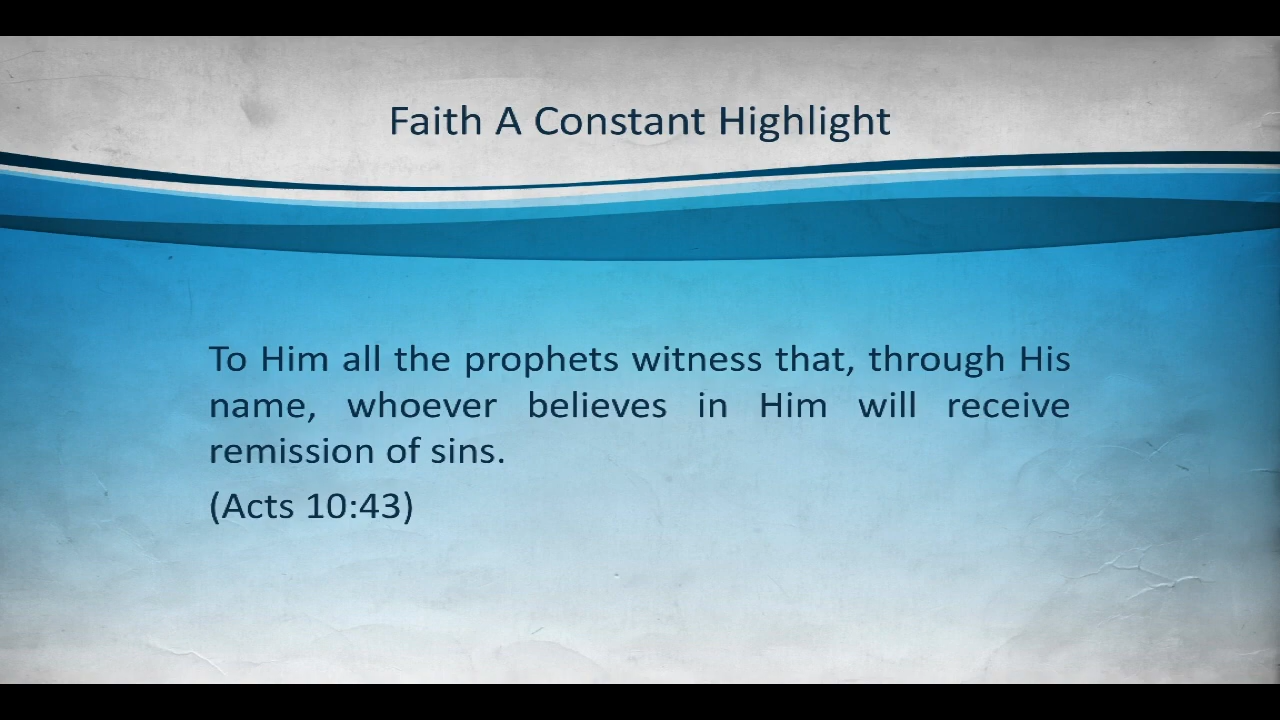 Faith A Constant Highlight
To Him all the prophets witness that, through His
name, whoever believes in Him will receive
remission of sins.
(Acts 10:43)